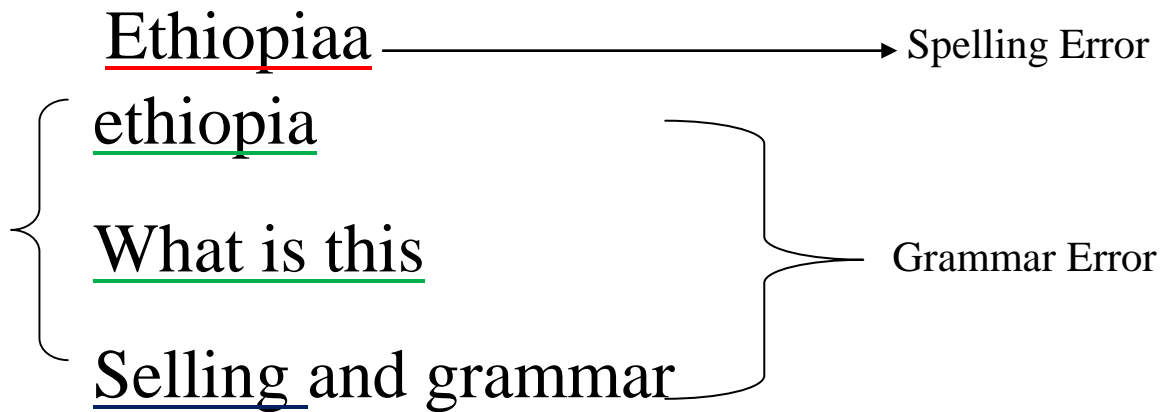 Ethiopiaa Spelling Error
ethiopia
What is this Grammar Error
Selling and grammar